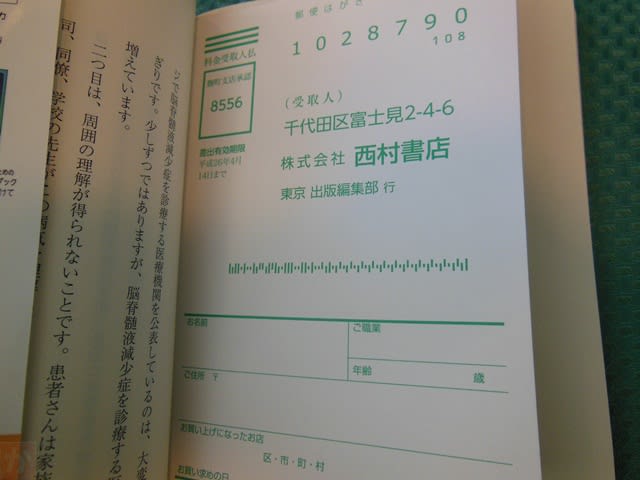 郵便はがき
1028790
108
料金受取人払
麹町支店承認
8556
差出有効期限
平成26年4月
14日まで
（受取人）
千代田区富士見2-4-6
株式会社 西村書店
東京 出版編集部 行
お名前
ご職業
年齢 歳
ご住所 〒
お買い上げになったお店
区・市・町・村
お買い求めの日
ジで脳脊髄液減少症を診療する医療機関を公表しているのは、大変
ぎりです。少しずつではありますが、脳脊髄液減少症を診療する医
増えています。
二つ目は、周囲の理解が得られないことです。患者さんは家族
司、同僚、学校の先生がこの病気